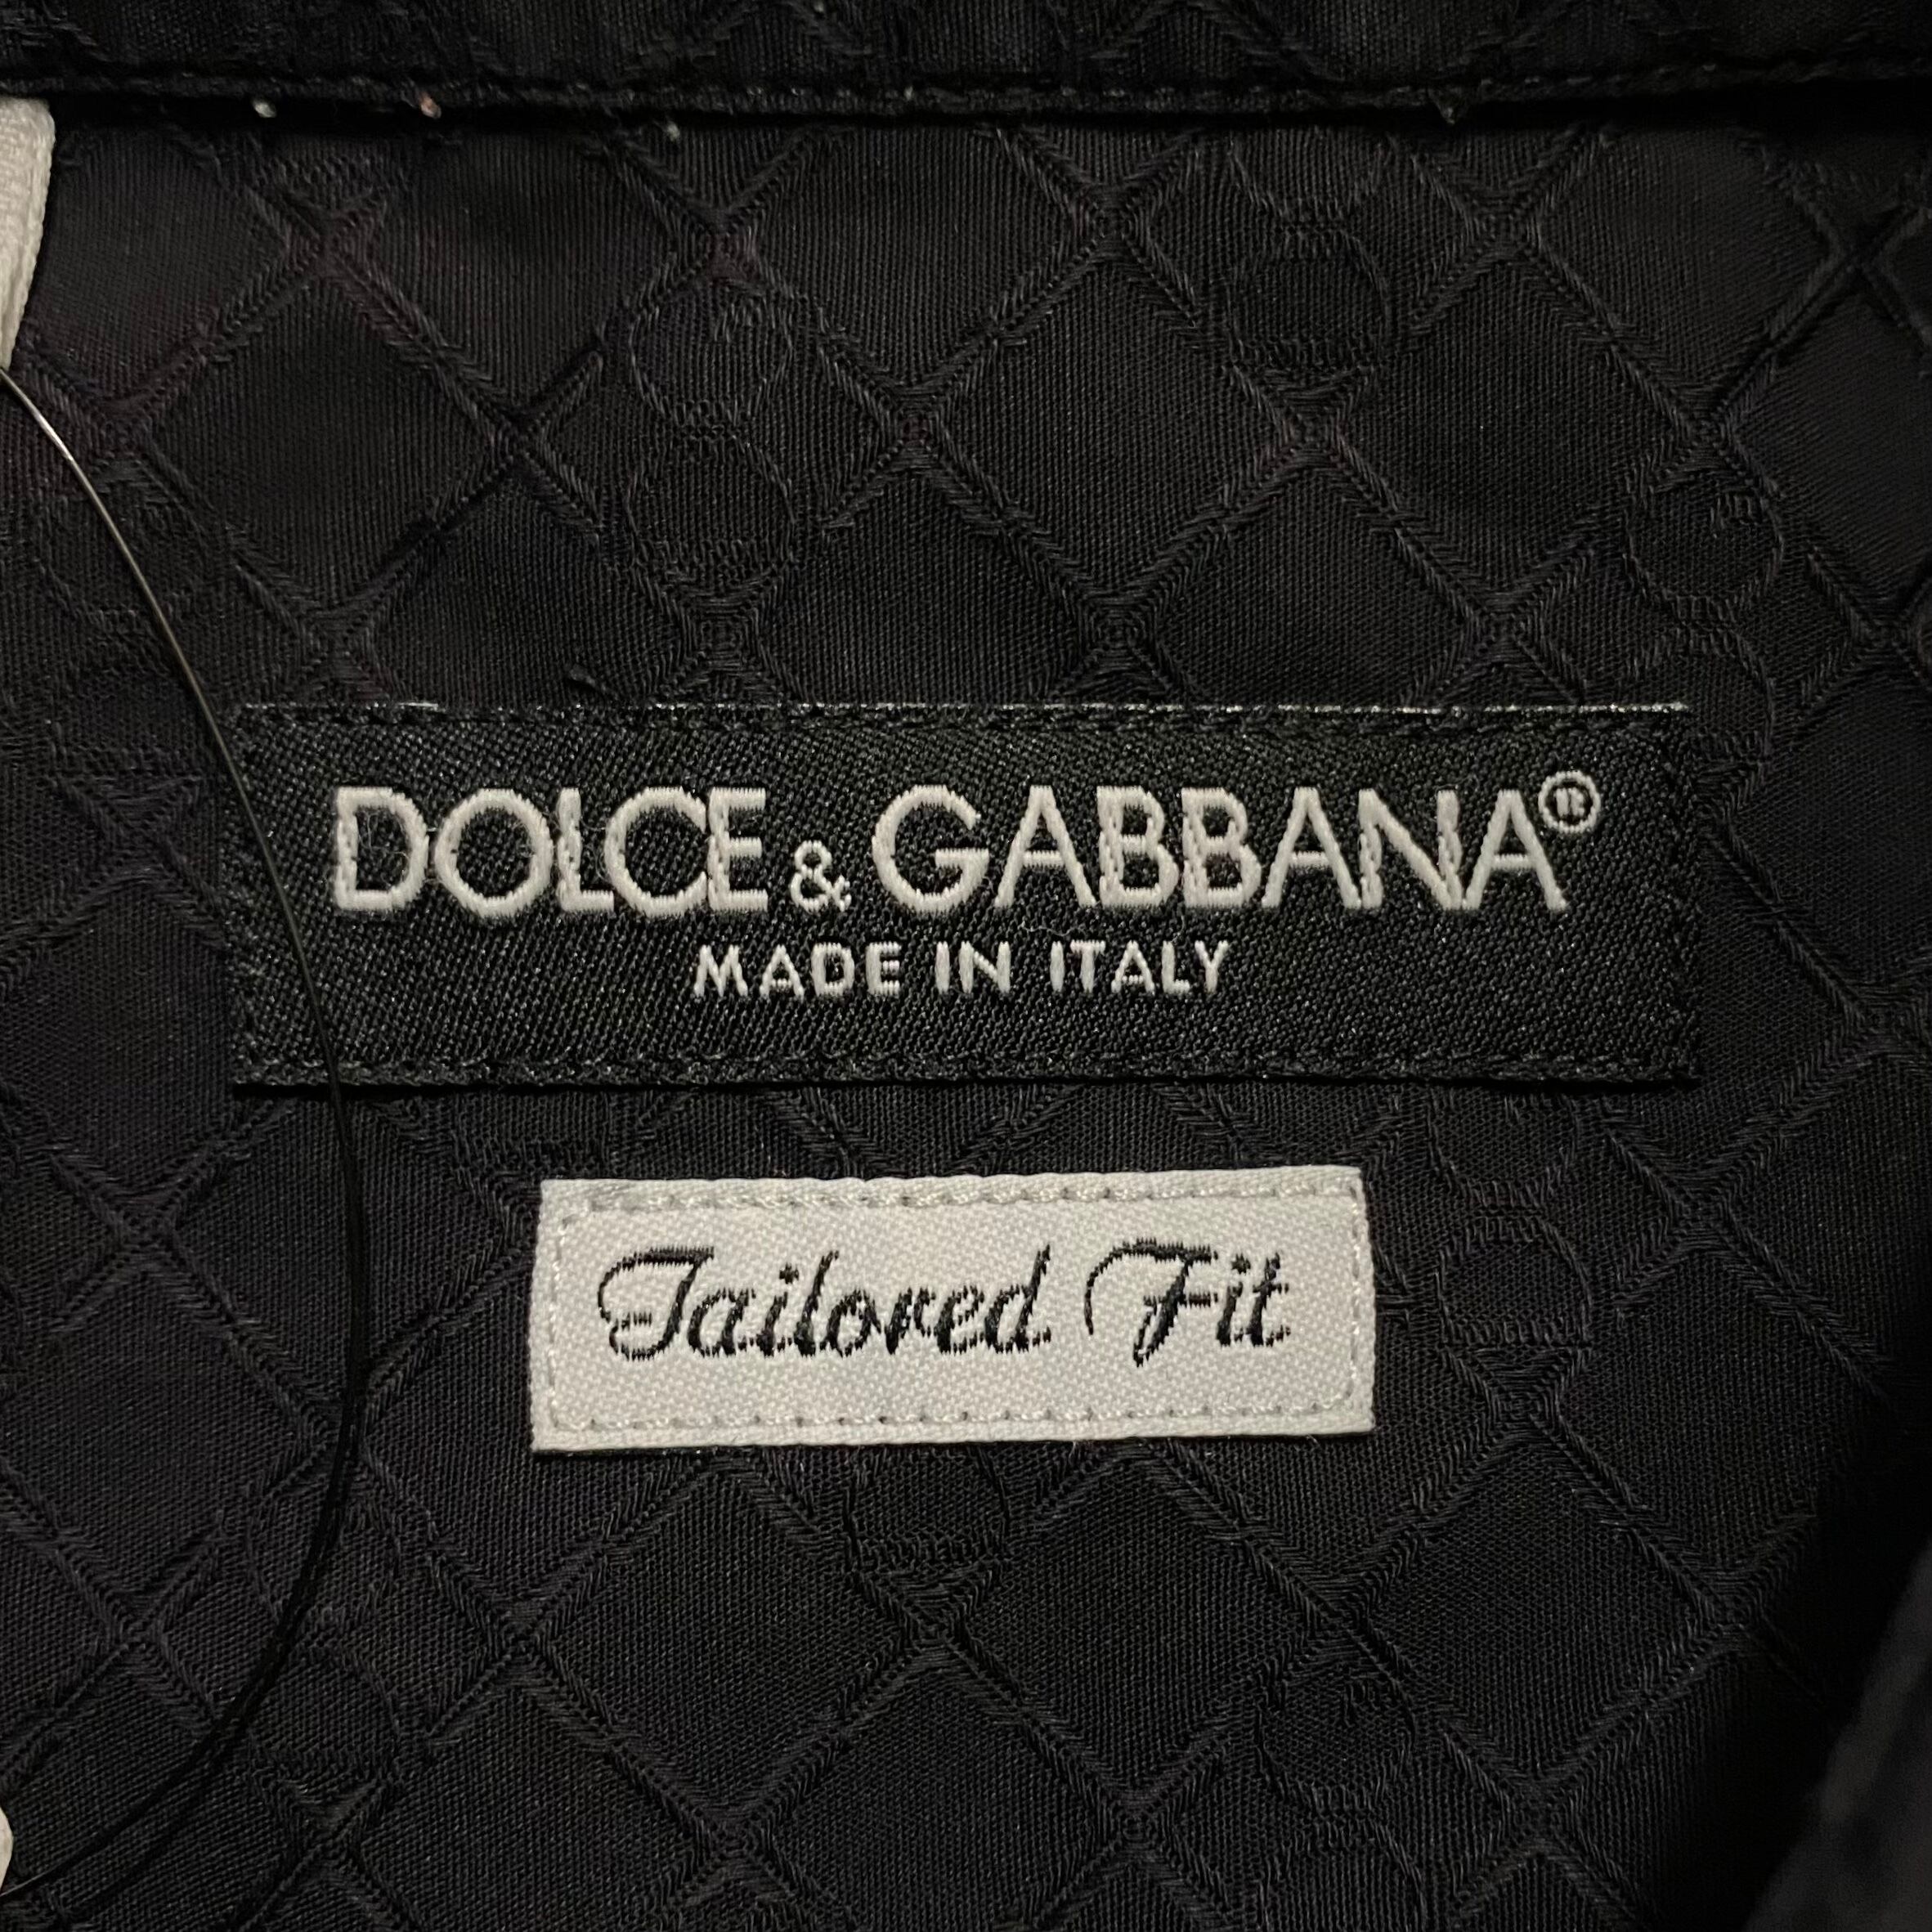 DOLCE & GABBANA®
MADE IN ITALY
Tailored Fit